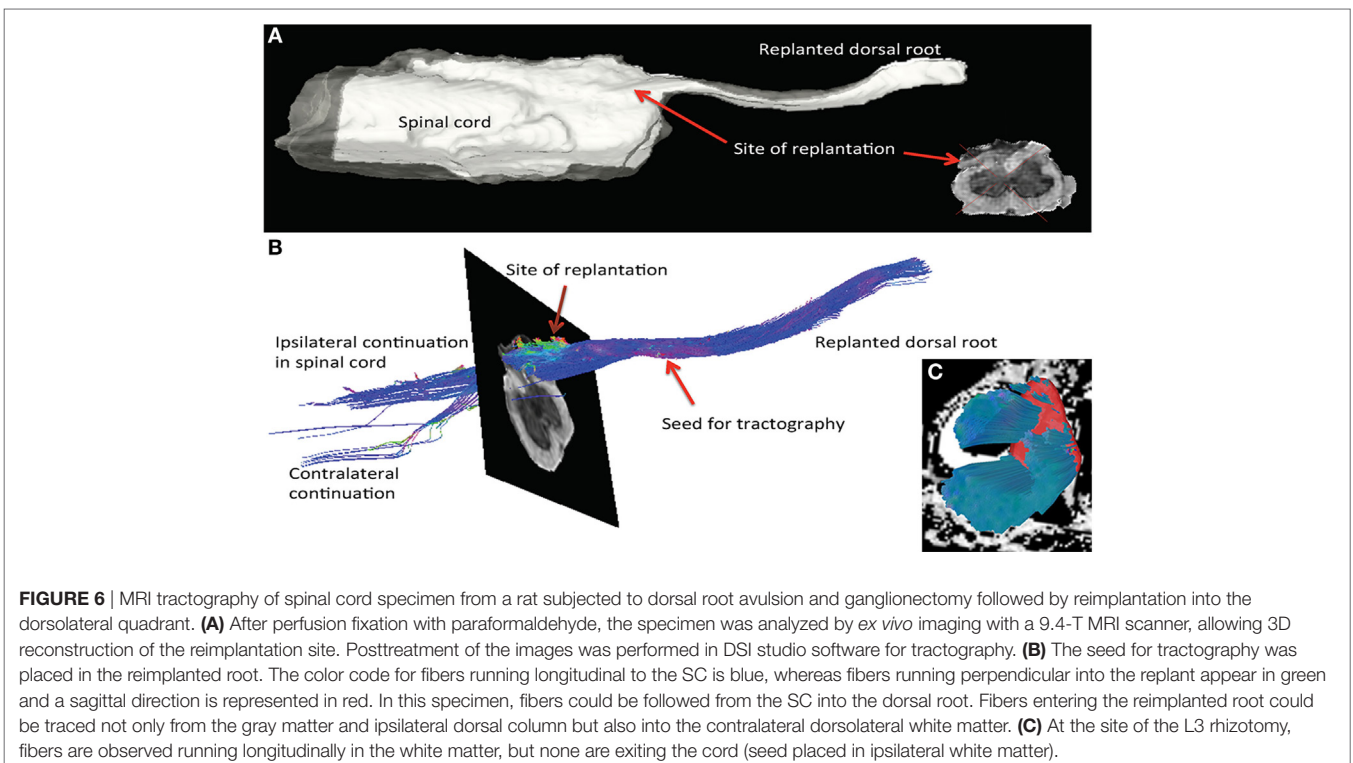 A
Replanted dorsal root
Spinal cord
Site of replantation
B
Site of replantation
Ipsilateral continuation
in spinal cord
Replanted dorsal root
C
Seed for tractography
Contralateral
continuation
FIGURE 6 | MRI tractography of spinal cord specimen from a rat subjected to dorsal root avulsion and ganglionectomy followed by reimplantation into the
dorsolateral quadrant. (A) After perfusion fixation with paraformaldehyde, the specimen was analyzed by ex vivo imaging with a 9.4-T MRI scanner, allowing 3D
reconstruction of the reimplantation site. Posttreatment of the images was performed in DSI studio software for tractography. (B) The seed for tractography was
placed in the reimplanted root. The color code for fibers running longitudinal to the SC is blue, whereas fibers running perpendicular into the replant appear in green
and a sagittal direction is represented in red. In this specimen, fibers could be followed from the SC into the dorsal root. Fibers entering the reimplanted root could
be traced not only from the gray matter and ipsilateral dorsal column but also into the contralateral dorsolateral white matter. (C) At the site of the L3 rhizotomy,
fibers are observed running longitudinally in the white matter, but none are exiting the cord (seed placed in ipsilateral white matter).